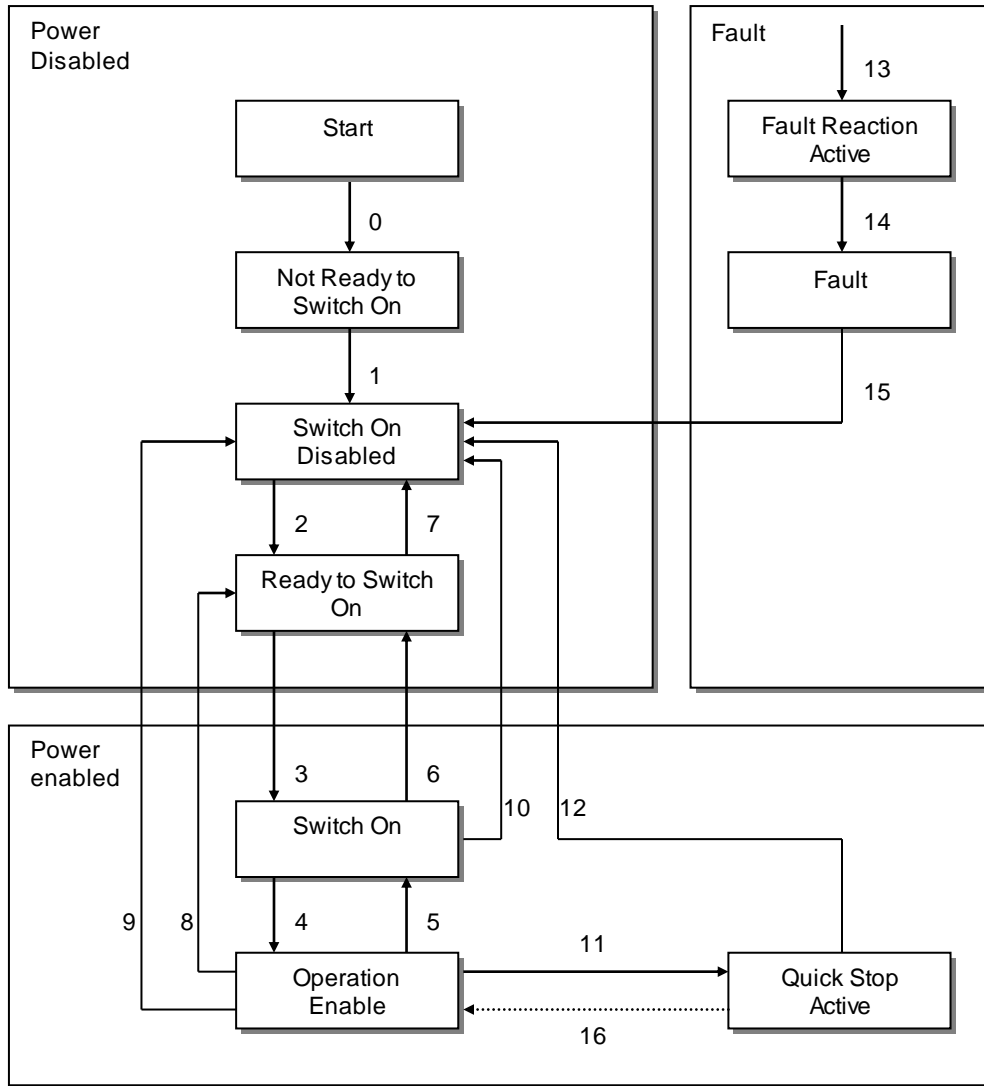 Power
Disabled
Start
0
Not Ready to
Switch On
1
Switch On
Disabled
2
7
Ready to Switch
On
Fault
13
Fault Reaction
Active
14
Fault
15
Power
enabled
3
6
10
12
Switch On
9
8
4
5
11
Operation
Enable
Quick Stop
Active
16